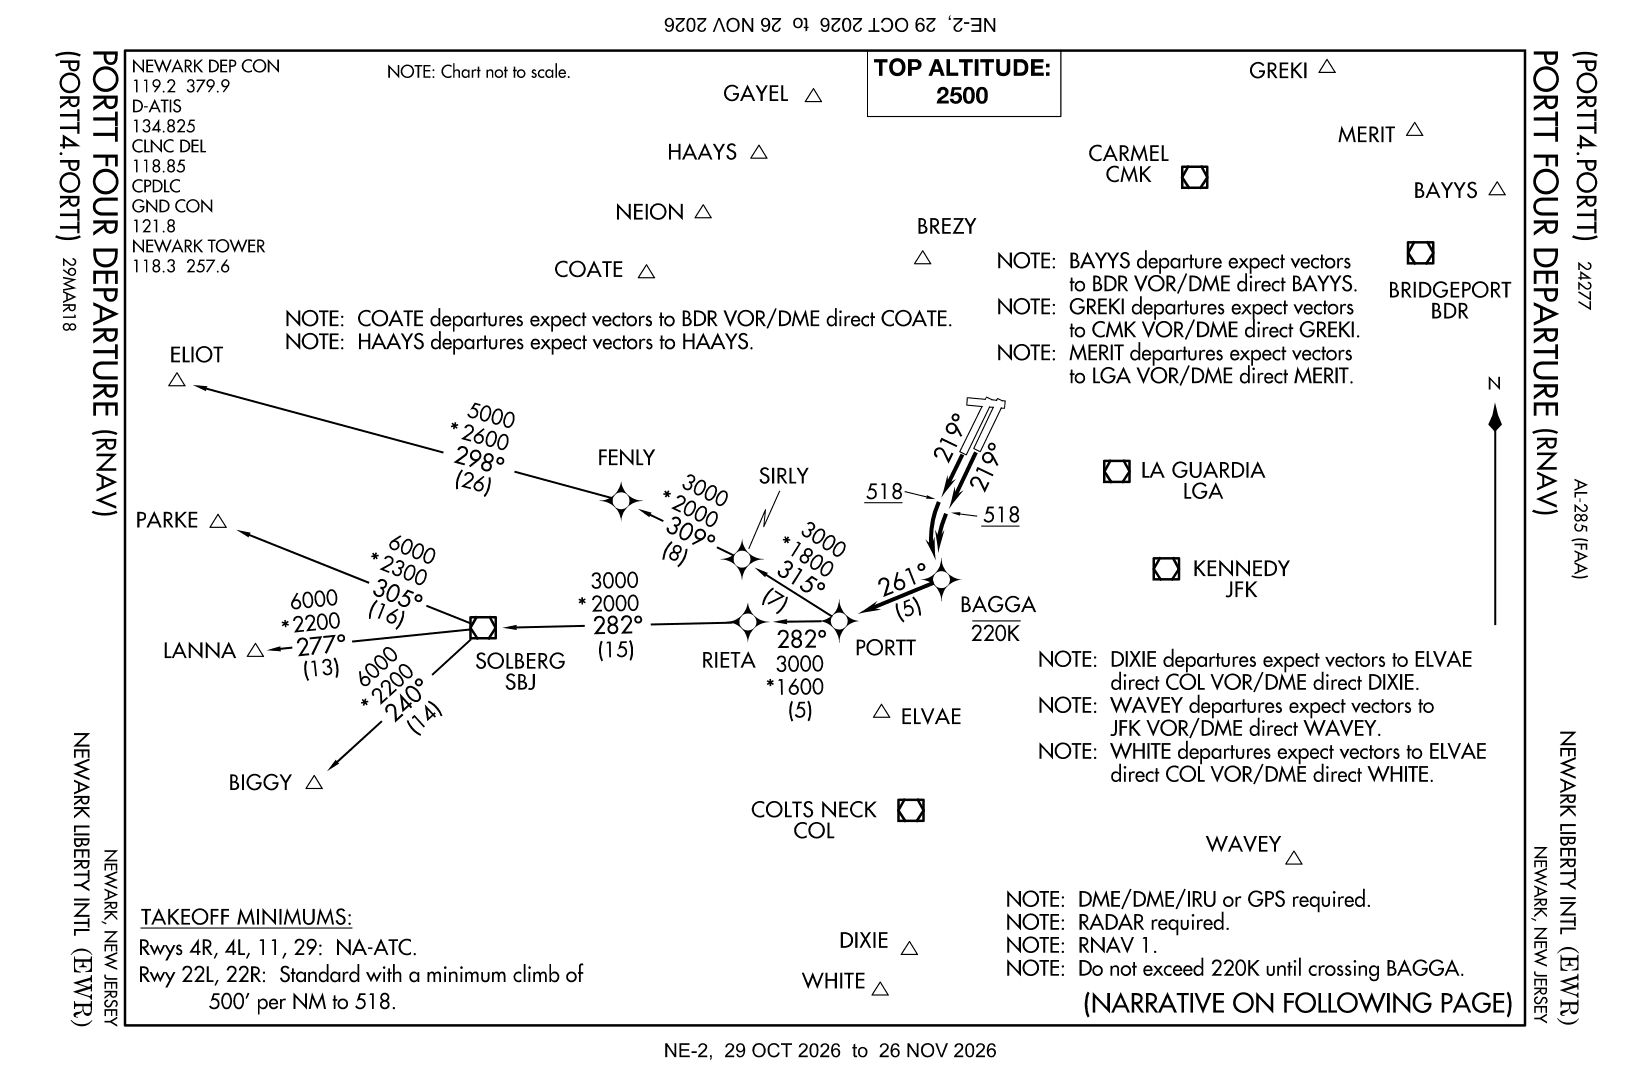 NE-2, 29 OCT 2026 to 26 NOV 2026
(PORTT4.PORTT) 29MAR18
PORTT FOUR DEPARTURE (RNAV)
NEWARK LIBERTY INTL (EWR)
NEWARK, NEW JERSEY
NEWARK DEP CON
119.2 379.9
D-ATIS
134.825
CLNC DEL
118.85
CPDLC
GND CON
121.8
NEWARK TOWER
118.3 257.6
NOTE: Chart not to scale.
TOP ALTITUDE:
2500
GAYEL
HAAYS
NEION
COATE
BREZY
GREKI
MERIT
CARMEL
CMK
BAYYS
BRIDGEPORT
BDR
NOTE: BAYYS departure expect vectors
to BDR VOR/DME direct BAYYS.
NOTE: GREKI departures expect vectors
to CMK VOR/DME direct GREKI.
NOTE: MERIT departures expect vectors
to LGA VOR/DME direct MERIT.
NOTE: COATE departures expect vectors to BDR VOR/DME direct COATE.
NOTE: HAAYS departures expect vectors to HAAYS.
N
ELIOT
5000
*2600
298°
(26)
FENLY
3000
*2000
309°
(8)
SIRLY
3000
*1800
315°
(7)
219°
219°
518
518
LA GUARDIA
LGA
KENNEDY
JFK
261°
(5)
BAGGA
220K
PORTT
282°
3000
*1600
(5)
RIETA
3000
*2000
282°
(15)
SOLBERG
SBJ
PARKE
6000
*2300
305°
(16)
LANNA
6000
*2200
277°
(13)
6000
*2200
240°
(14)
BIGGY
ELVAE
NOTE: DIXIE departures expect vectors to ELVAE
direct COL VOR/DME direct DIXIE.
NOTE: WAVEY departures expect vectors to
JFK VOR/DME direct WAVEY.
NOTE: WHITE departures expect vectors to ELVAE
direct COL VOR/DME direct WHITE.
COLTS NECK
COL
WAVEY
DIXIE
WHITE
TAKEOFF MINIMUMS:
Rwys 4R, 4L, 11, 29: NA-ATC.
Rwy 22L, 22R: Standard with a minimum climb of
500' per NM to 518.
NOTE: DME/DME/IRU or GPS required.
NOTE: RADAR required.
NOTE: RNAV 1.
NOTE: Do not exceed 220K until crossing BAGGA.
(NARRATIVE ON FOLLOWING PAGE)
PORTT FOUR DEPARTURE (RNAV)
(PORTT4.PORTT) 24277
AL-285 (FAA)
NEWARK LIBERTY INTL (EWR)
NEWARK, NEW JERSEY
NE-2, 29 OCT 2026 to 26 NOV 2026